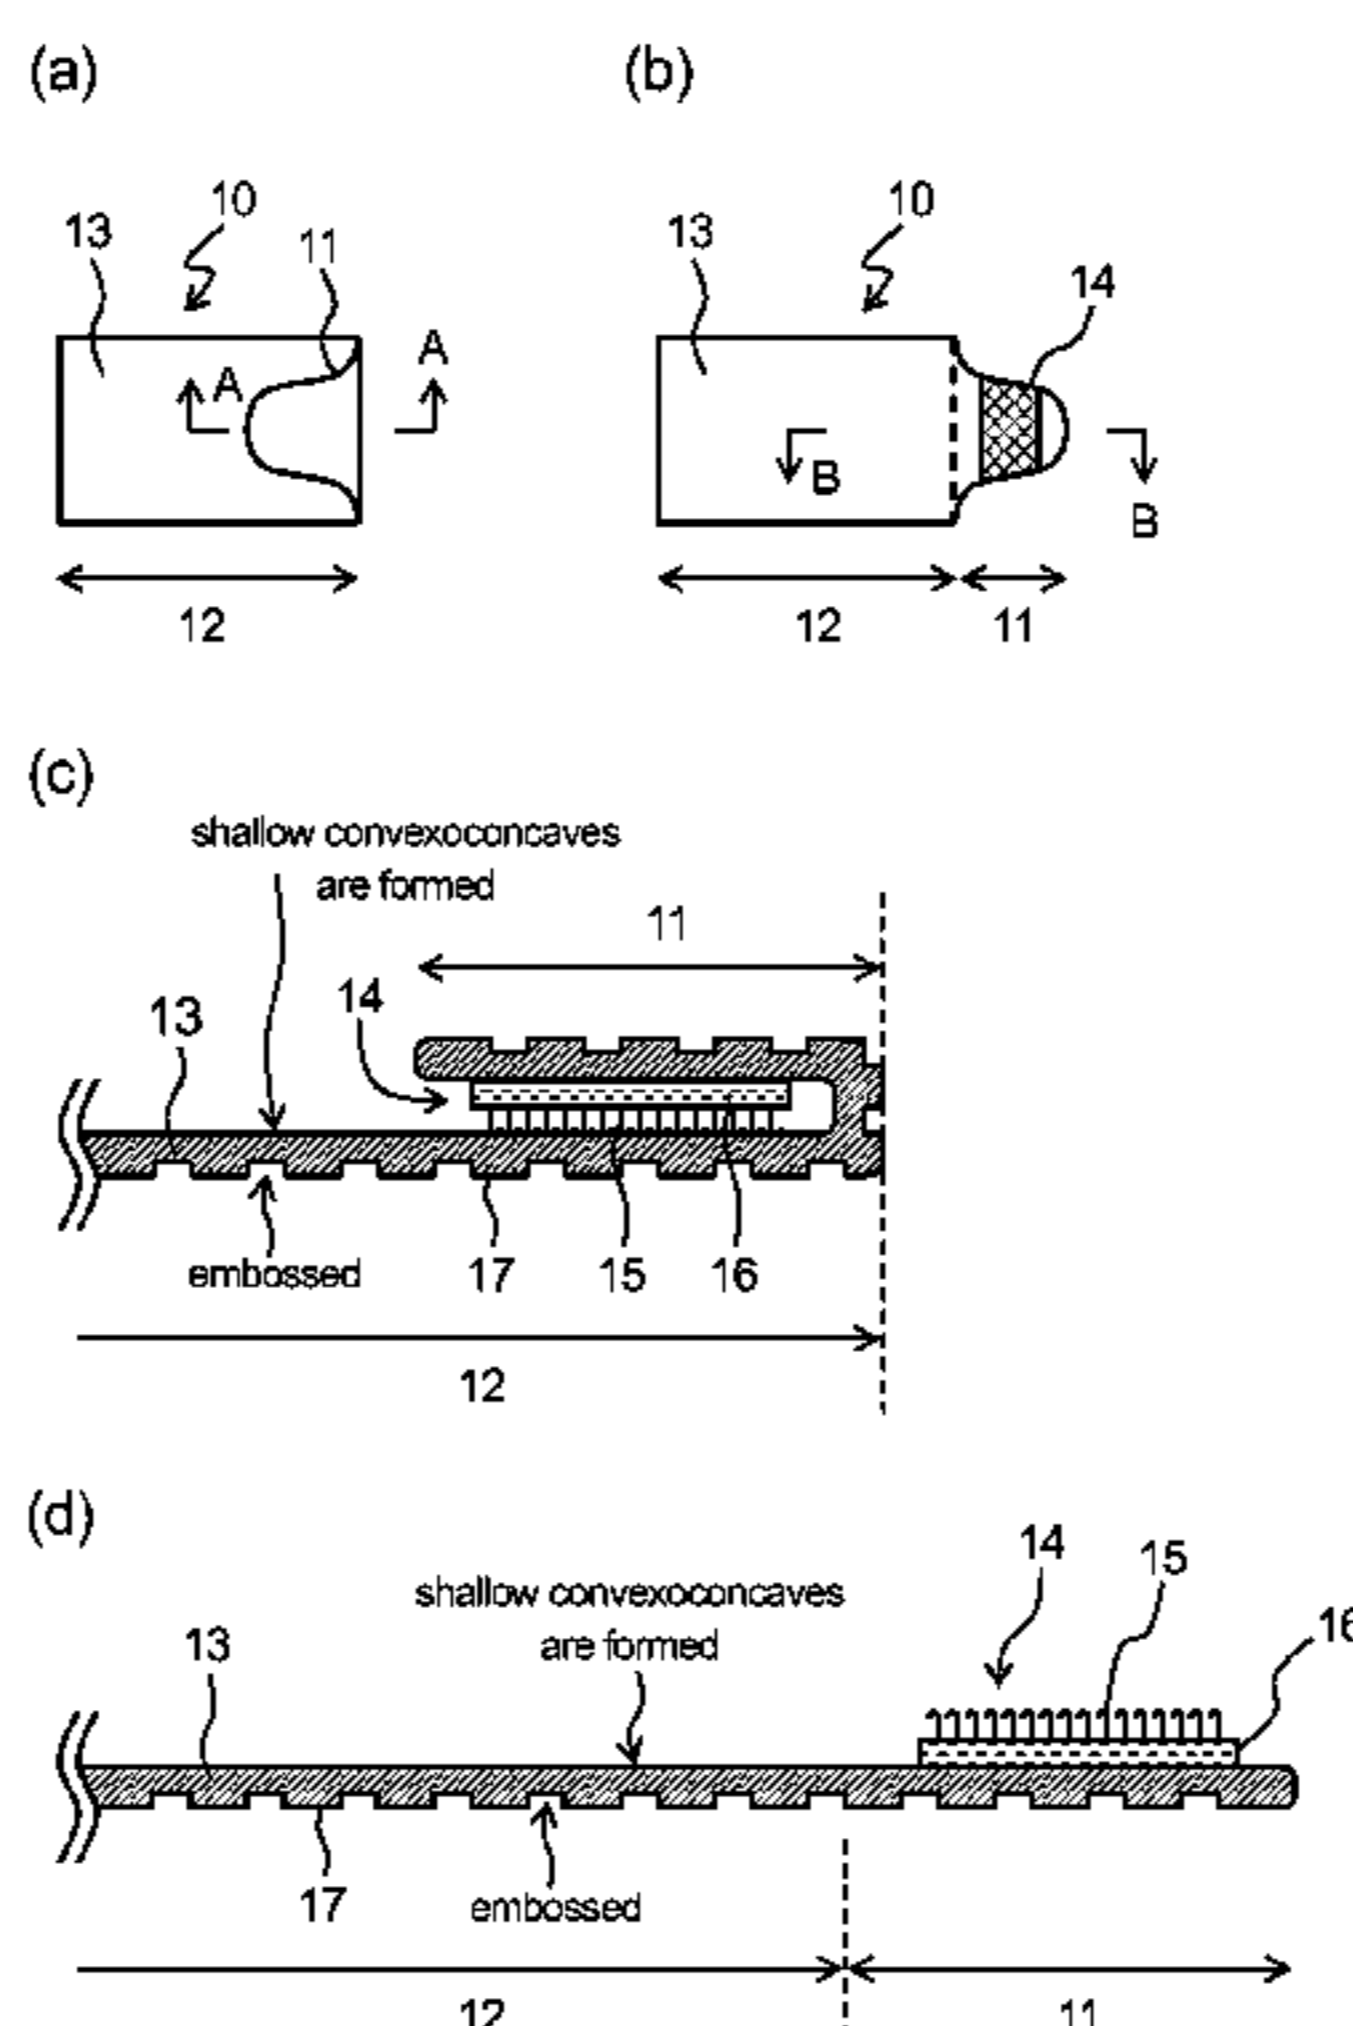 (a) (b)
10 10
13 11 13 14
A A
B B
12 12 11
(c)
shallow convexoconcaves
are formed
11
14
13
embossed 17 15 16
12
(d)
14 15
shallow convexoconcaves
are formed
13 16
17 embossed
12 11